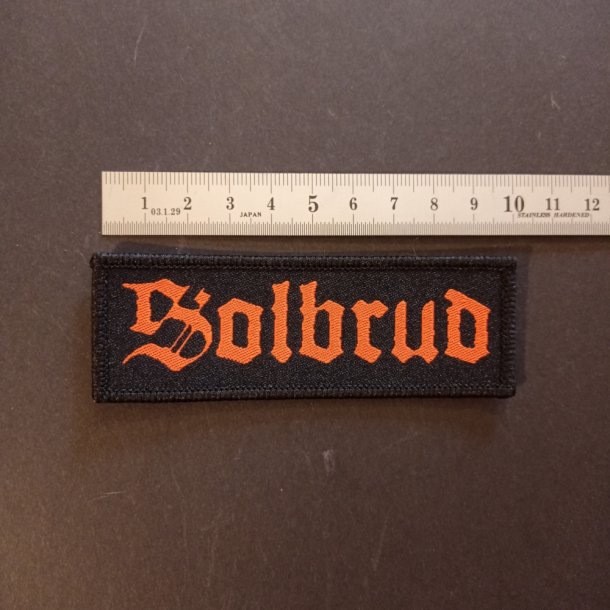 1 2 3 4 5 6 7 8 9 10 11 12
03.1.29 JAPAN STAINLESS HARDENED
Solbrud